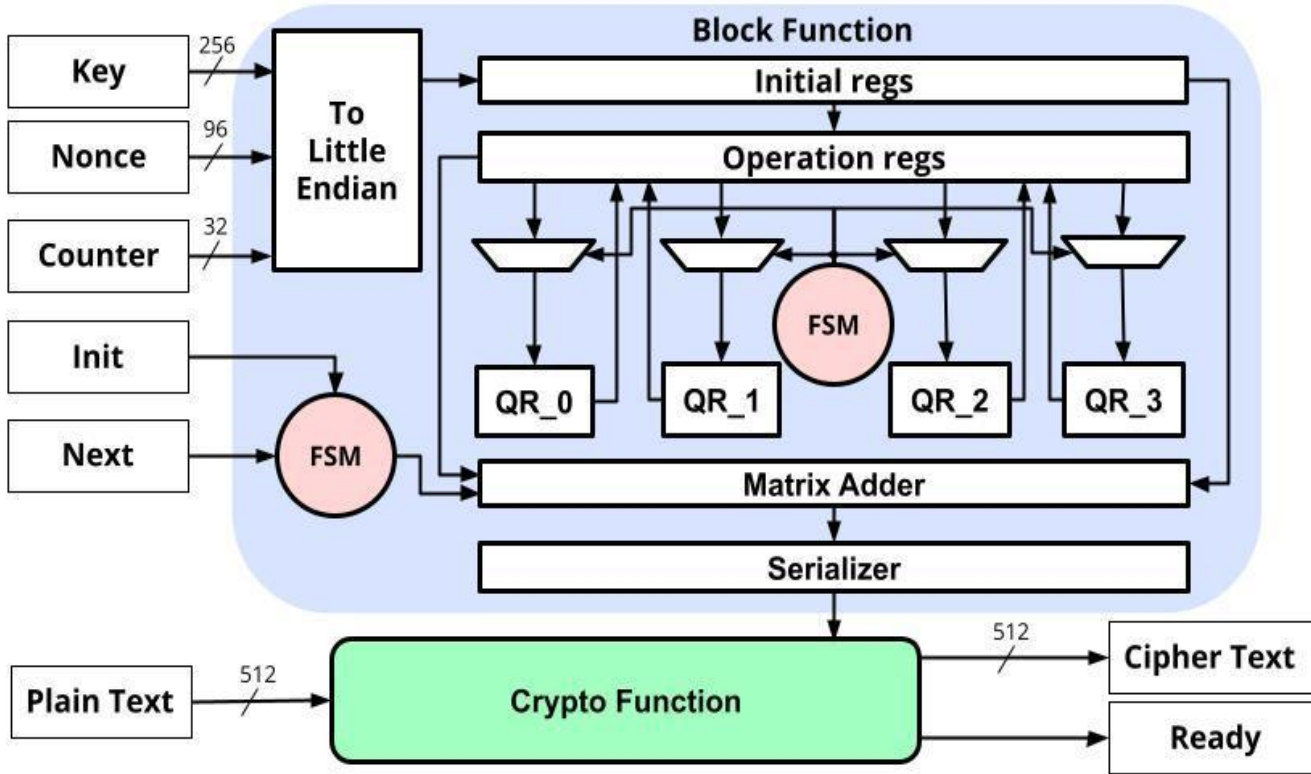 Block Function
Key
256
Nonce
96
Counter
32
Init
Next
To
Little
Endian
Initial regs
Operation regs
FSM
QR_0
QR_1
QR_2
QR_3
FSM
Matrix Adder
Serializer
Plain Text
512
Crypto Function
512
Cipher Text
Ready